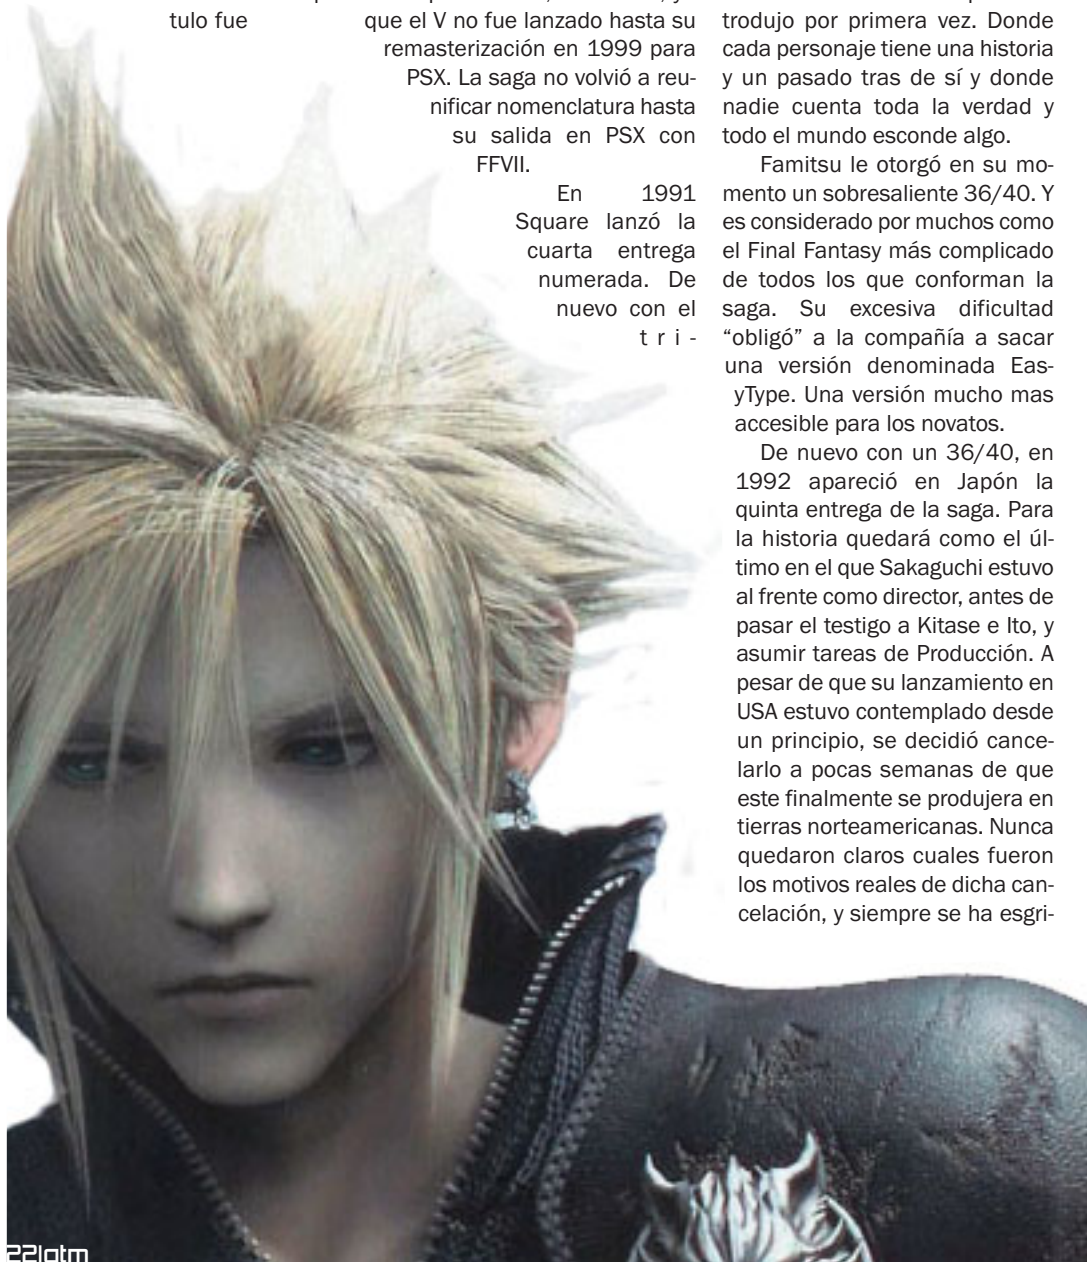 tulo fue
que el V no fue lanzado hasta su
remasterización en 1999 para
PSX. La saga no volvió a reu-
nificar nomenclatura hasta
su salida en PSX con
FFVII.
En 1991
Square lanzó la
cuarta entrega
numerada. De
nuevo con el
tri-
trodujo por primera vez. Donde
cada personaje tiene una historia
y un pasado tras de sí y donde
nadie cuenta toda la verdad y
todo el mundo esconde algo.
Famitsu le otorgó en su mo-
mento un sobresaliente 36/40. Y
es considerado por muchos como
el Final Fantasy más complicado
de todos los que conforman la
saga. Su excesiva dificultad
“obligó” a la compañía a sacar
una versión denominada Eas-
yType. Una versión mucho mas
accesible para los novatos.
De nuevo con un 36/40, en
1992 apareció en Japón la
quinta entrega de la saga. Para
la historia quedará como el úl-
timo en el que Sakaguchi estuvo
al frente como director, antes de
pasar el testigo a Kitase e Ito, y
asumir tareas de Producción. A
pesar de que su lanzamiento en
USA estuvo contemplado desde
un principio, se decidió cance-
larlo a pocas semanas de que
este finalmente se produjera en
tierras norteamericanas. Nunca
quedaron claros cuales fueron
los motivos reales de dicha can-
celación, y siempre se ha esgri-
22|gtm